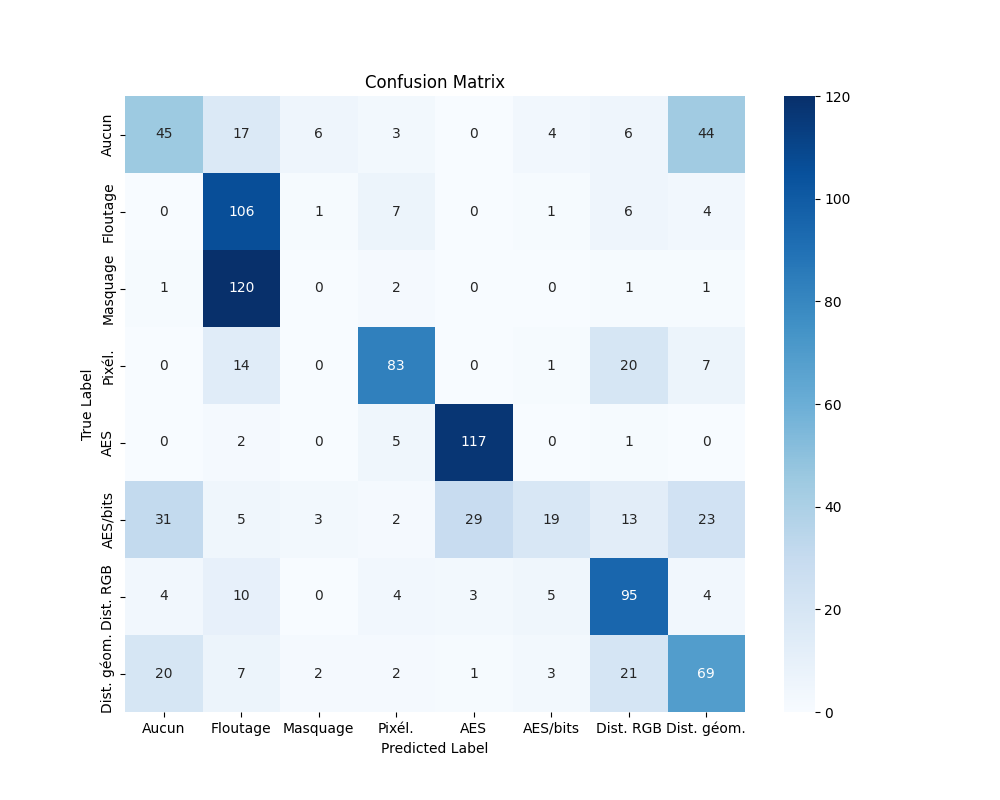 Confusion Matrix
True Label
Aucun 45 17 6 3 0 4 6 44
Floutage 0 106 1 7 0 1 6 4
Masquage 1 120 0 2 0 0 1 1
Pixél. 0 14 0 83 0 1 20 7
AES 0 2 0 5 117 0 1 0
AES/bits 31 5 3 2 29 19 13 23
Dist. RGB 4 10 0 4 3 5 95 4
Dist. géom. 20 7 2 2 1 3 21 69
Aucun Floutage Masquage Pixél. AES AES/bits Dist. RGB Dist. géom.
Predicted Label
120
100
80
60
40
20
0